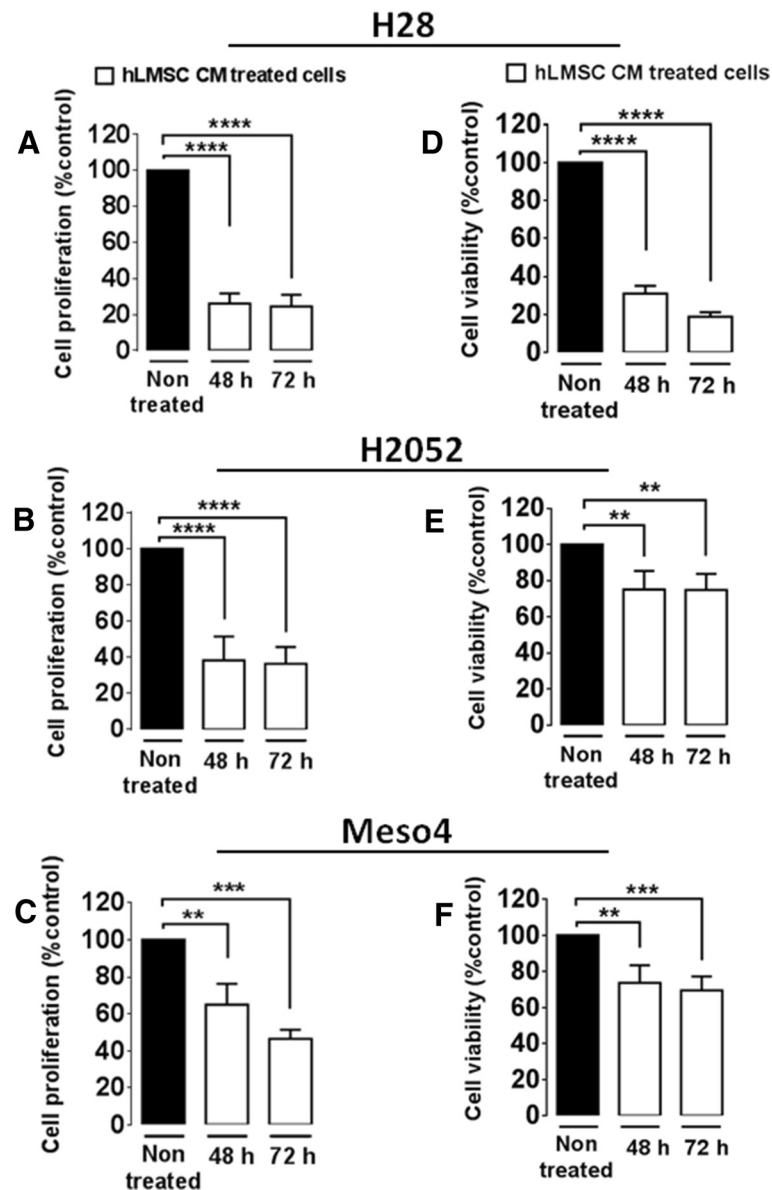 H28
hLMSC CM treated cells
hLMSC CM treated cells
A
Cell proliferation (%control)
120
100
80
60
40
20
0
****
****
Non treated
48 h
72 h
D
Cell viability (%control)
120
100
80
60
40
20
0
****
****
Non treated
48 h
72 h
H2052
B
Cell proliferation (%control)
120
100
80
60
40
20
0
****
****
Non treated
48 h
72 h
E
Cell viability (%control)
120
100
80
60
40
20
0
**
**
Non treated
48 h
72 h
Meso4
C
Cell proliferation (%control)
120
100
80
60
40
20
0
***
**
Non treated
48 h
72 h
F
Cell viability (%control)
120
100
80
60
40
20
0
***
**
Non treated
48 h
72 h